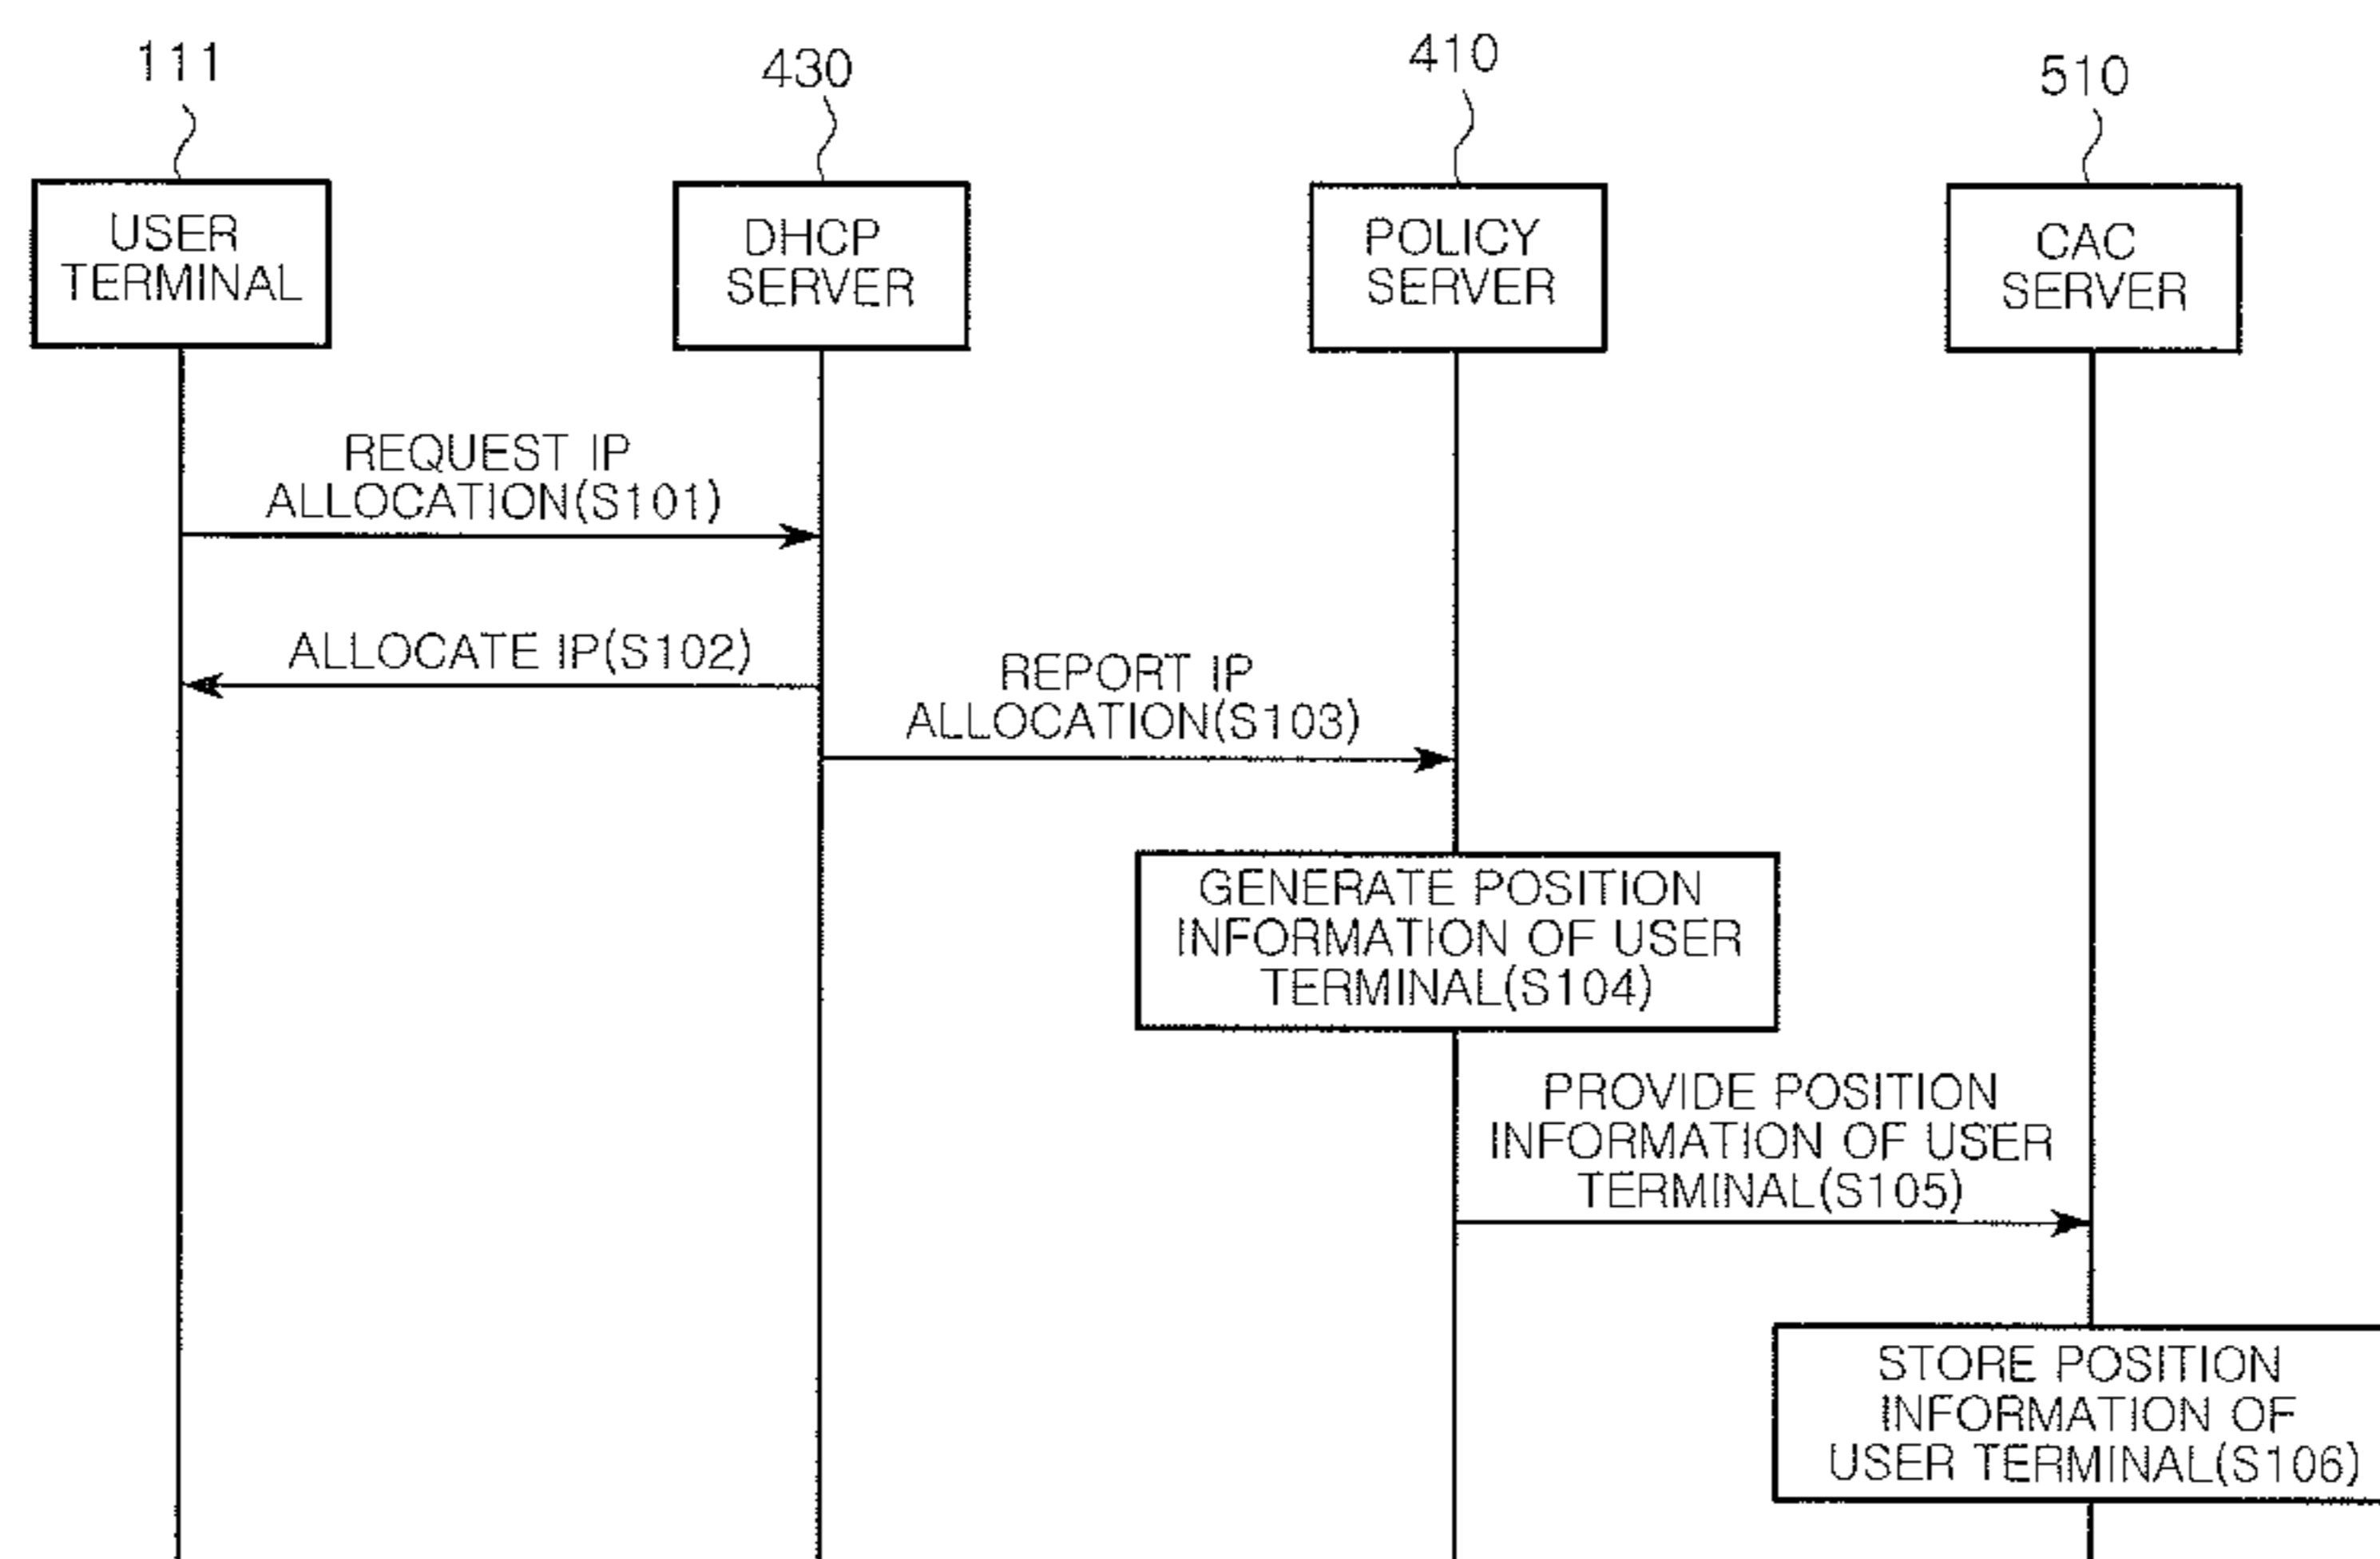 111
430
410
510
USER
TERMINAL
DHCP
SERVER
POLICY
SERVER
CAC
SERVER
REQUEST IP
ALLOCATION(S101)
ALLOCATE IP(S102)
REPORT IP
ALLOCATION(S103)
GENERATE POSITION
INFORMATION OF USER
TERMINAL(S104)
PROVIDE POSITION
INFORMATION OF USER
TERMINAL(S105)
STORE POSITION
INFORMATION OF
USER TERMINAL(S106)